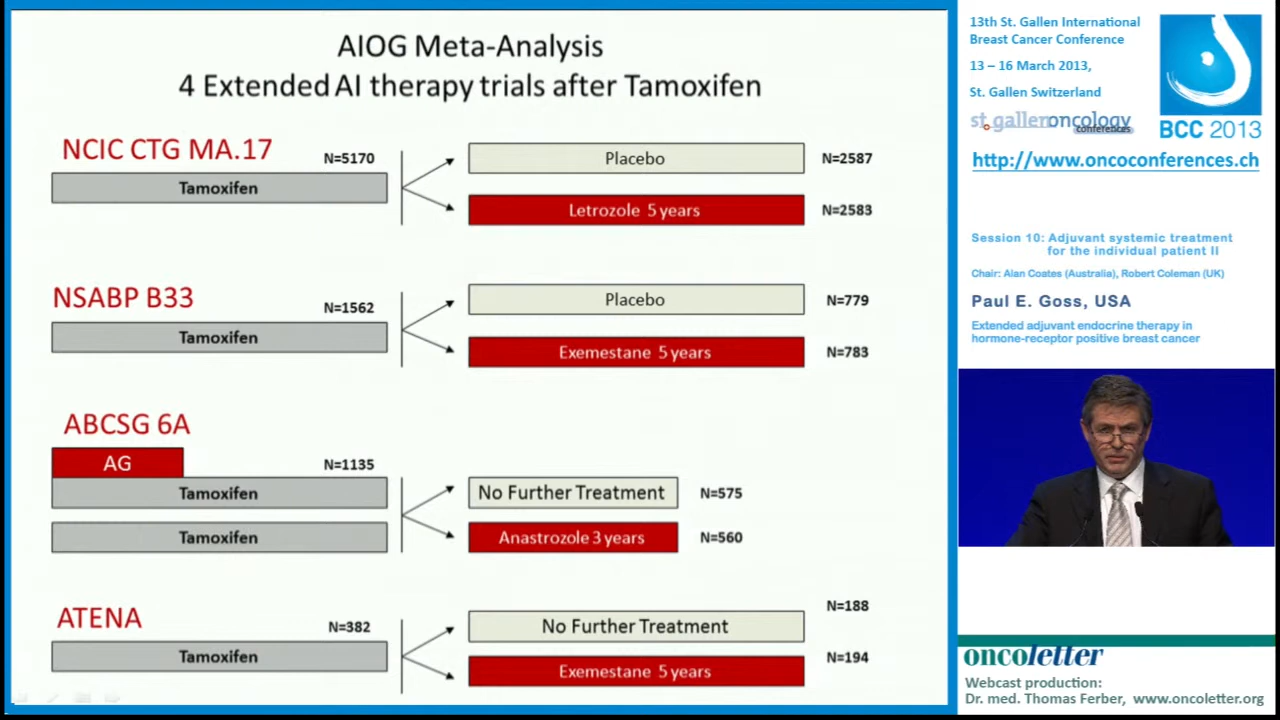 AIOG Meta-Analysis
4 Extended AI therapy trials after Tamoxifen
NCIC CTG MA.17
N=5170
Tamoxifen
Placebo
N=2587
Letrozole 5 years
N=2583
NSABP B33
N=1562
Tamoxifen
Placebo
N=779
Exemestane 5 years
N=783
ABCSG 6A
AG
N=1135
Tamoxifen
Tamoxifen
No Further Treatment
N=575
Anastrozole 3 years
N=560
ATENA
N=382
Tamoxifen
No Further Treatment
N=188
Exemestane 5 years
N=194
13th St. Gallen International
Breast Cancer Conference
13 – 16 March 2013,
St. Gallen Switzerland
st.gallenoncology
conferences
BCC 2013
http://www.oncoconferences.ch
Session 10: Adjuvant systemic treatment
for the individual patient II
Chair: Alan Coates (Australia), Robert Coleman (UK)
Paul E. Goss, USA
Extended adjuvant endocrine therapy in
hormone-receptor positive breast cancer
oncoletter
Webcast production:
Dr. med. Thomas Ferber, www.oncoletter.org